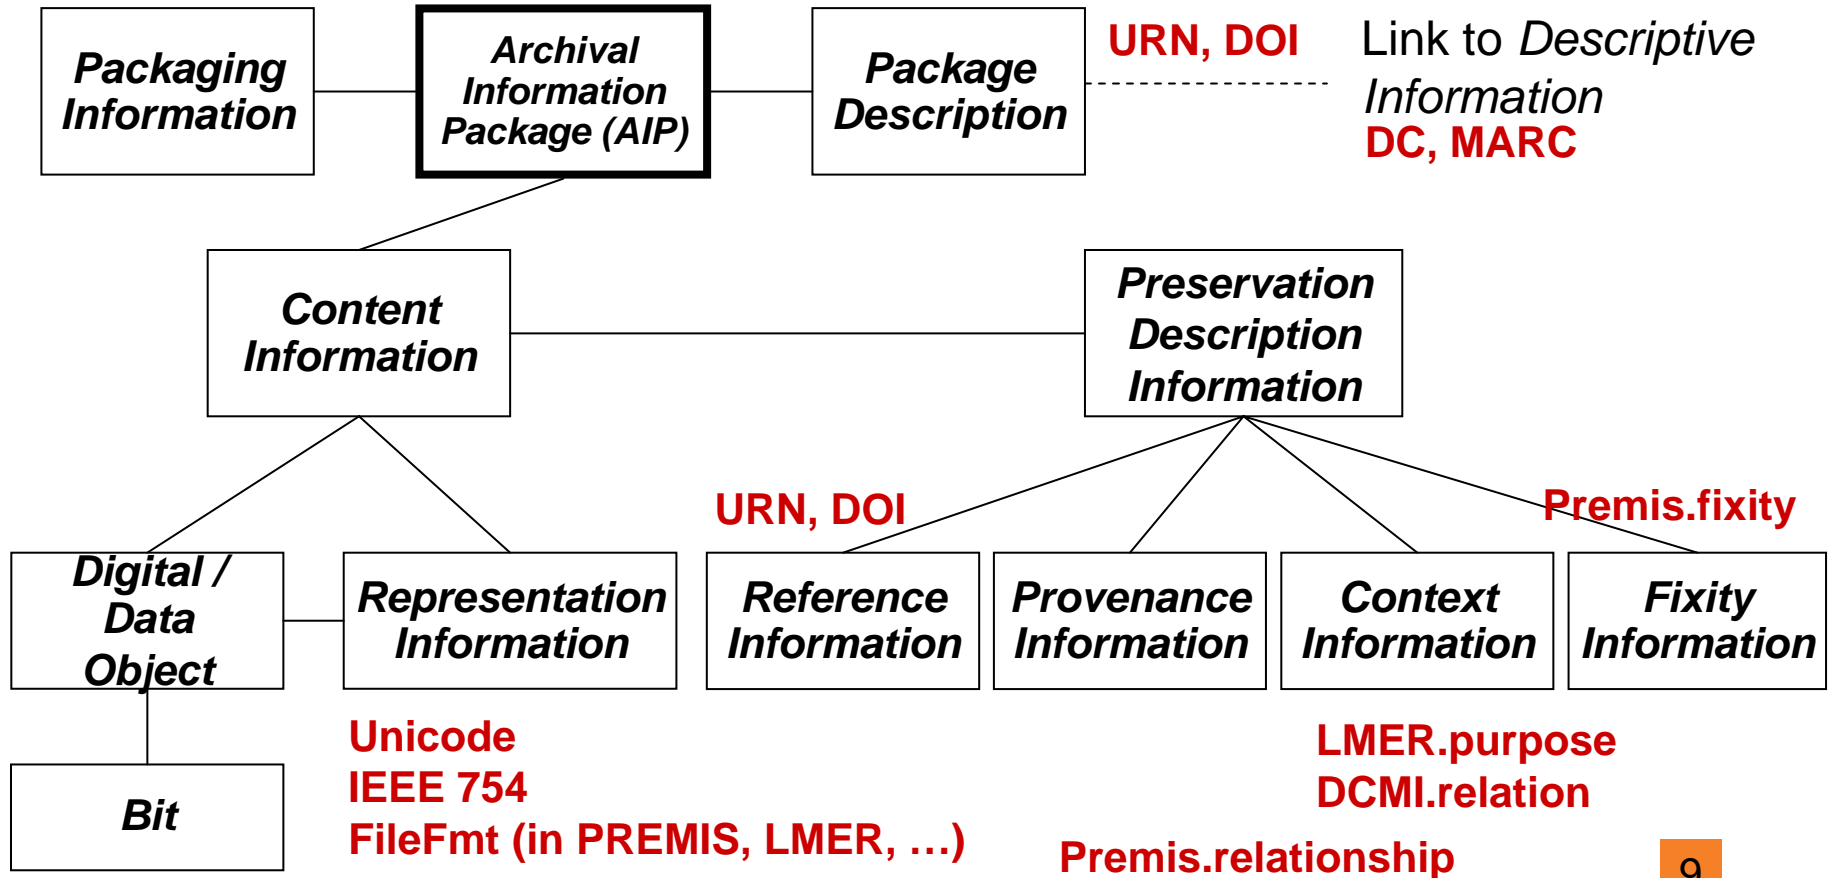 Packaging
Information
Archival
Information
Package (AIP)
Package
Description
URN, DOI
Link to Descriptive
Information
DC, MARC
Content
Information
Preservation
Description
Information
URN, DOI
Premis.fixity
Digital /
Data
Object
Representation
Information
Reference
Information
Provenance
Information
Context
Information
Fixity
Information
Bit
Unicode
IEEE 754
FileFmt (in PREMIS, LMER, …)
LMER.purpose
DCMI.relation
Premis.relationship
9